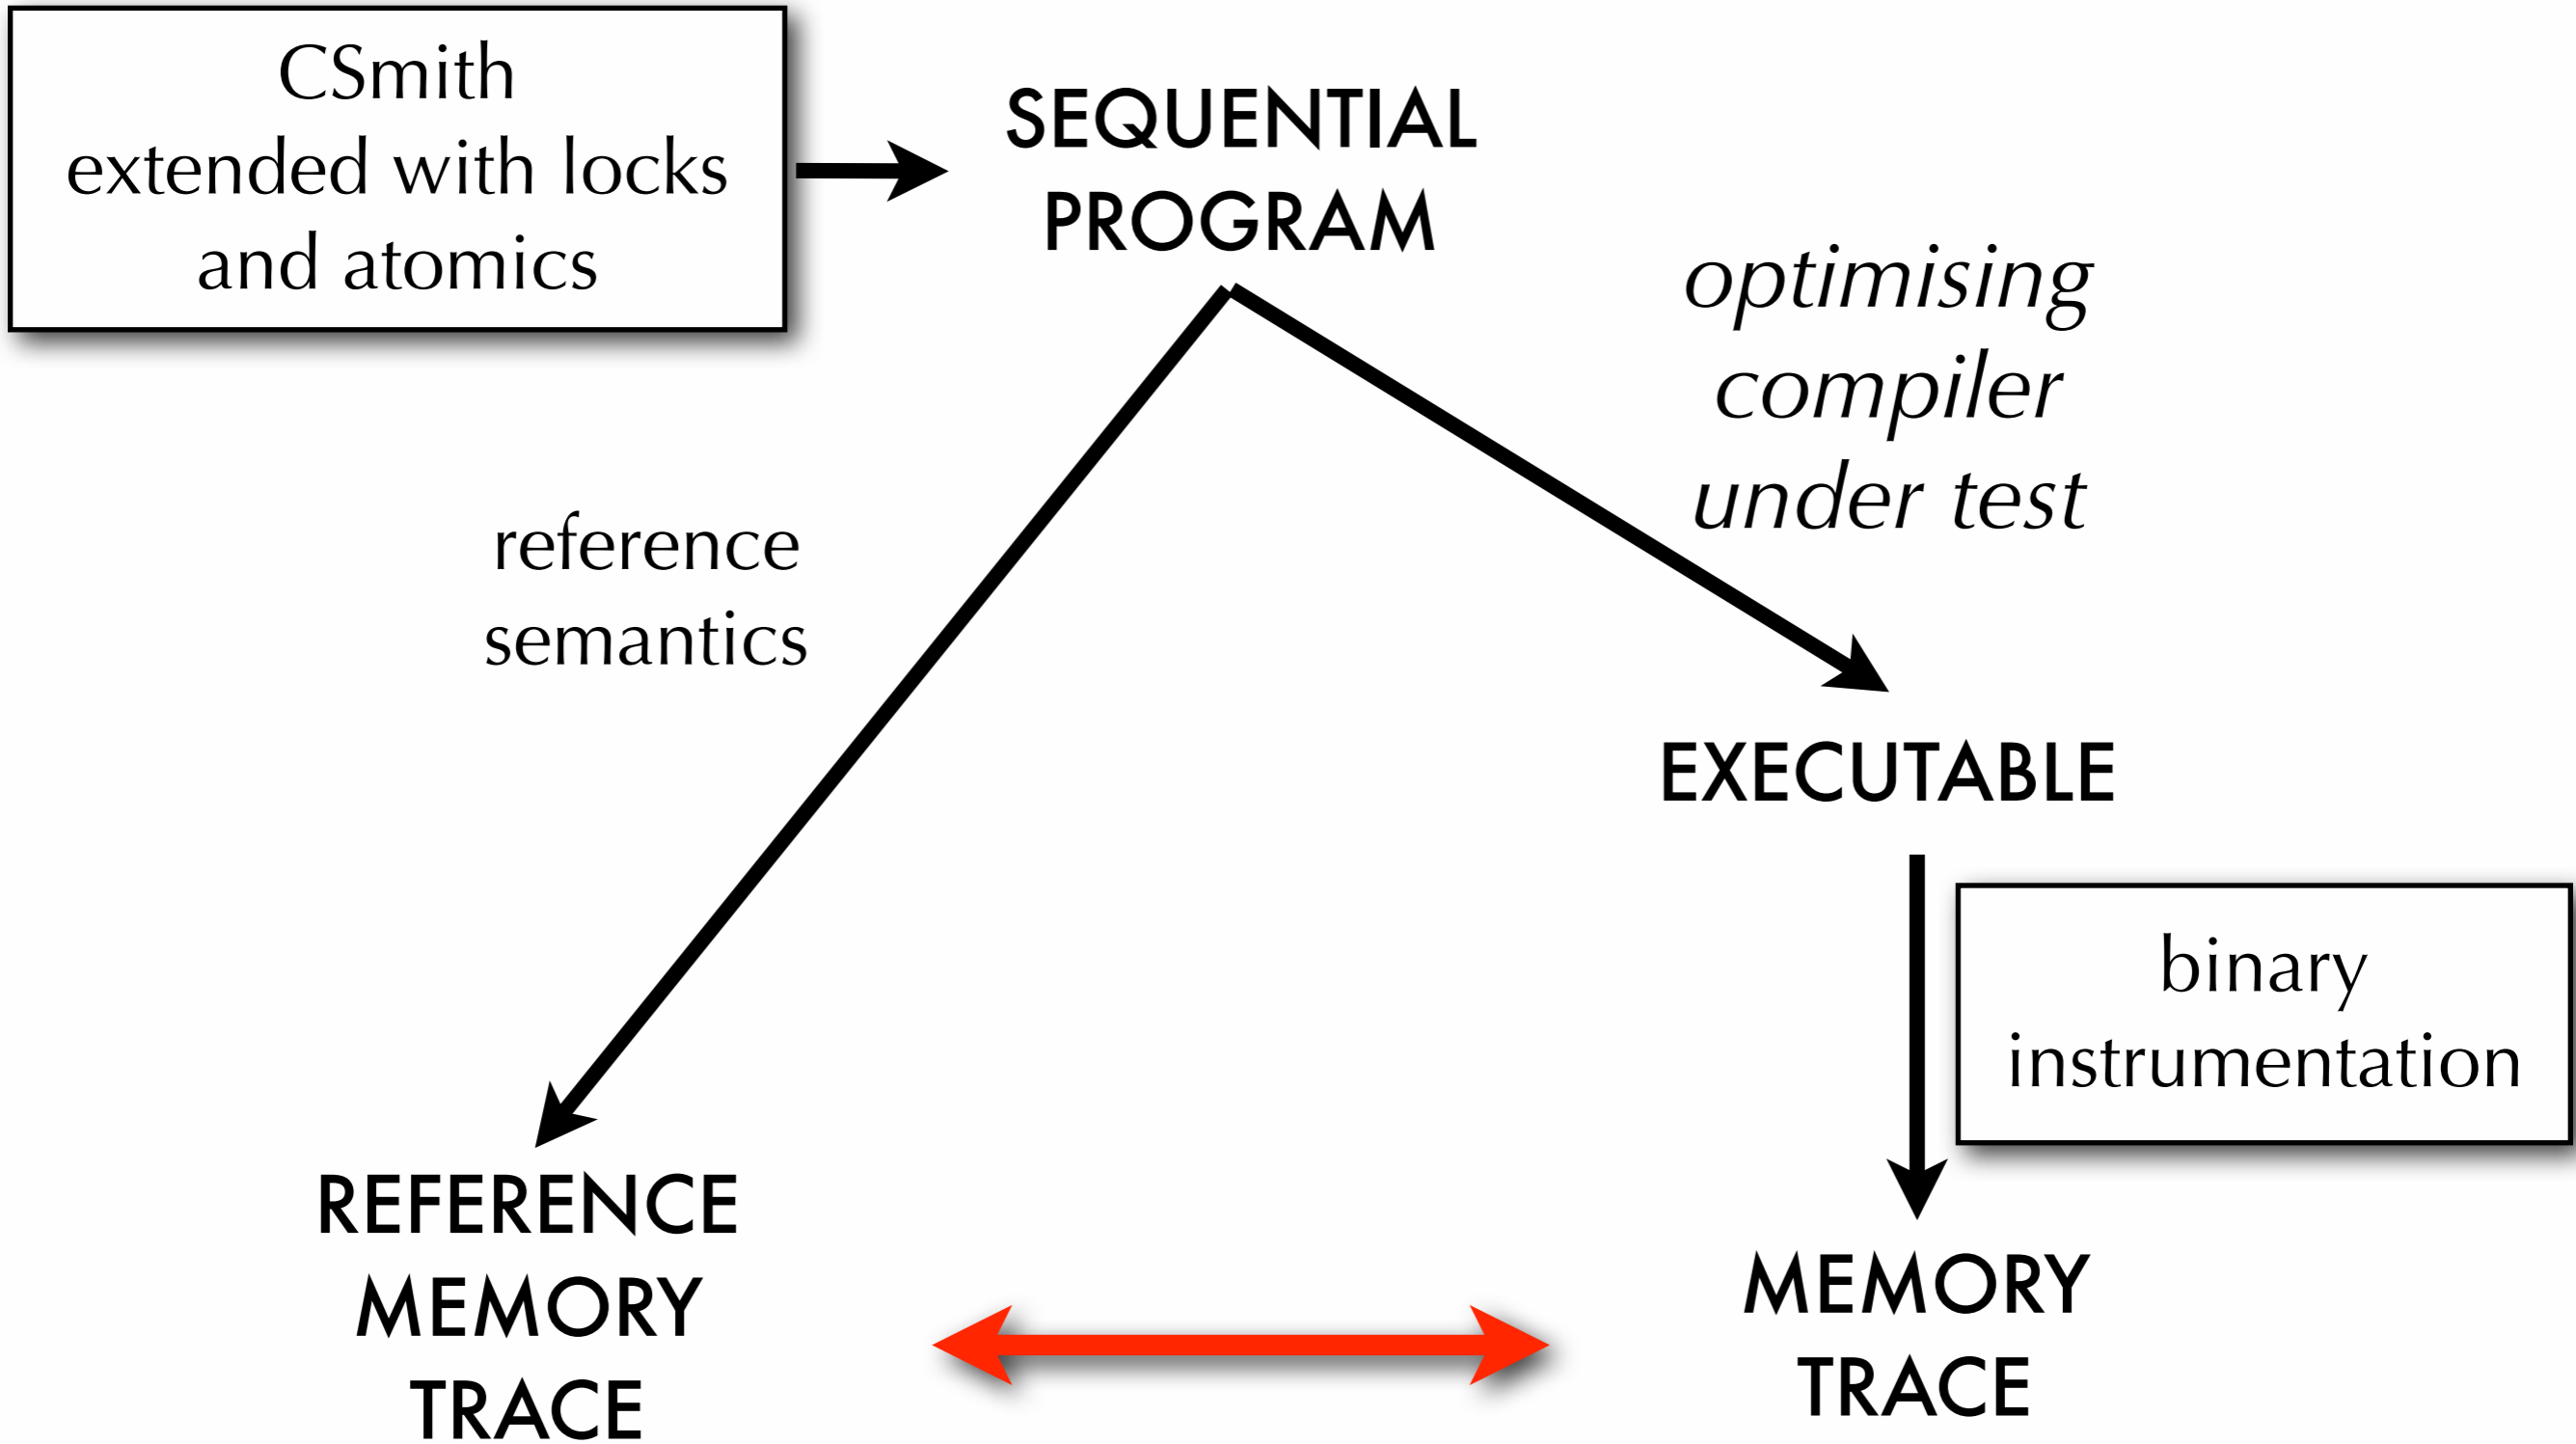 CSmith
extended with locks
and atomics
SEQUENTIAL
PROGRAM
optimising
compiler
under test
reference
semantics
EXECUTABLE
binary
instrumentation
REFERENCE
MEMORY
TRACE
MEMORY
TRACE